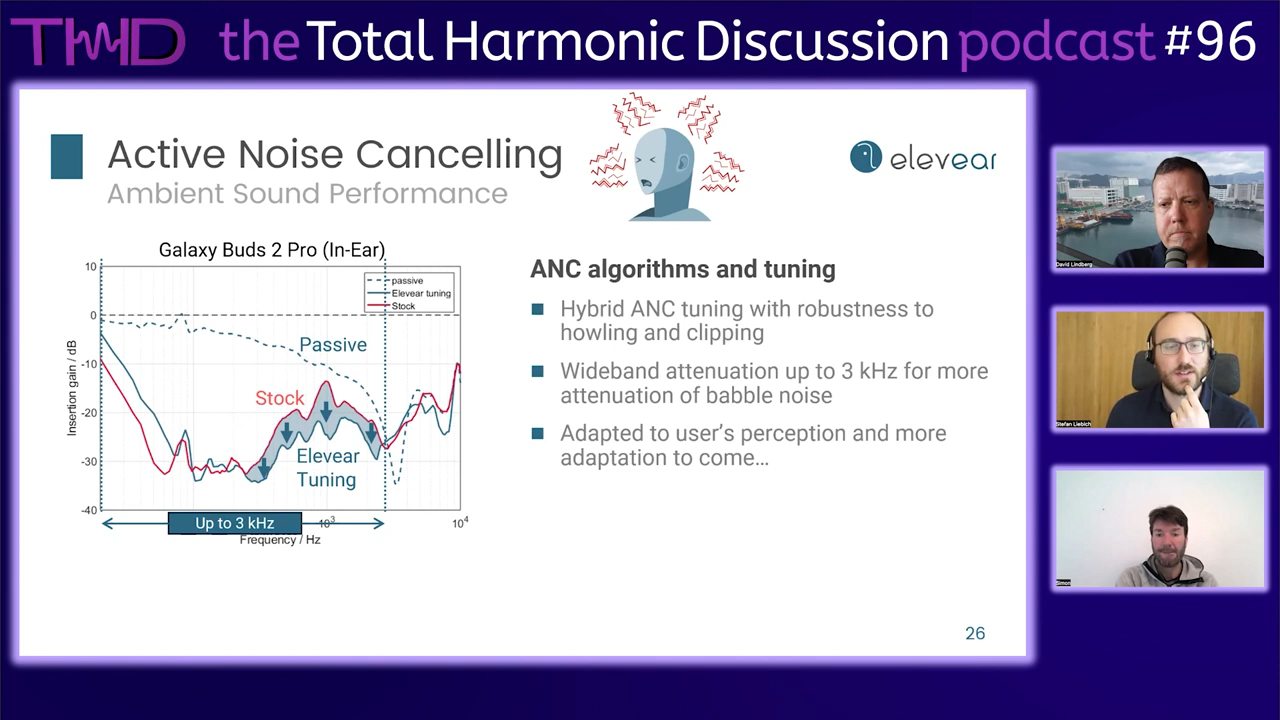 THD the Total Harmonic Discussion podcast #96
Active Noise Cancelling
Ambient Sound Performance
elevear
Galaxy Buds 2 Pro (In-Ear)
10
0
-10
-20
-30
-40
Insertion gain / dB
passive
Elevear tuning
Stock
Passive
Stock
Elevear
Tuning
Up to 3 kHz
10³
10⁴
Frequency / Hz
ANC algorithms and tuning
Hybrid ANC tuning with robustness to
howling and clipping
Wideband attenuation up to 3 kHz for more
attenuation of babble noise
Adapted to user's perception and more
adaptation to come...
26
David Lindberg
Stefan Liebich
Simon